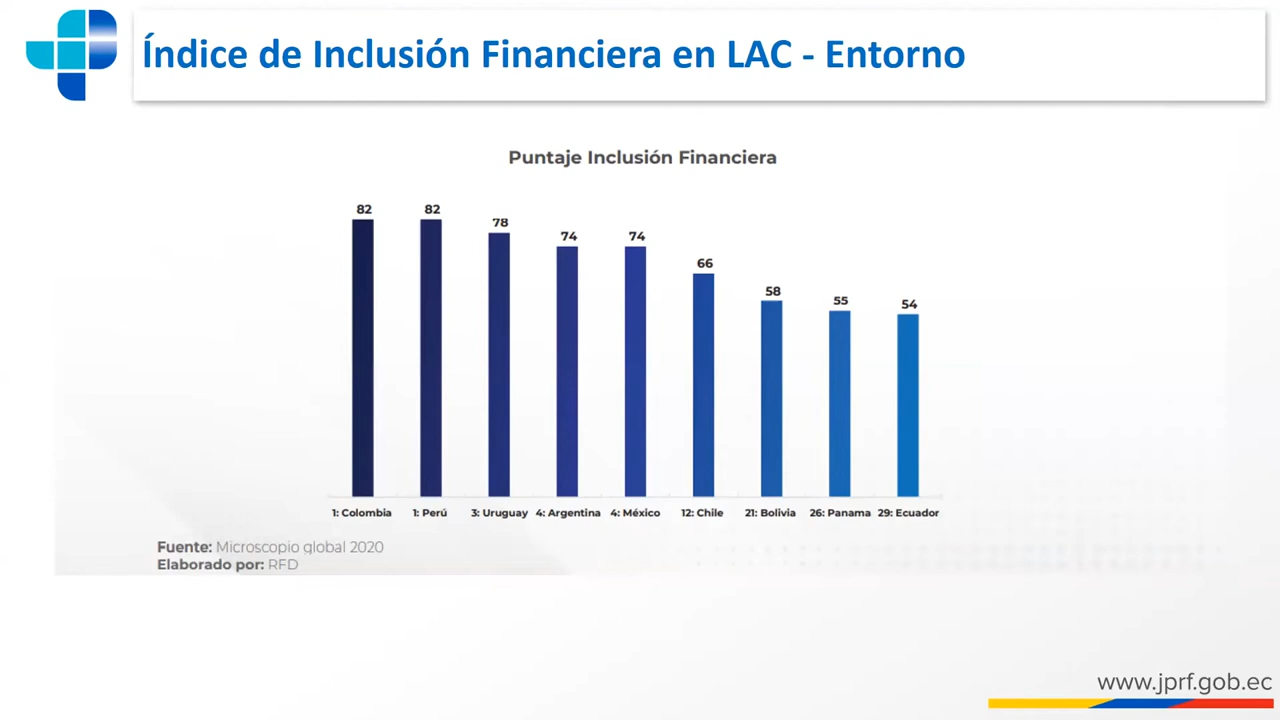 Índice de Inclusión Financiera en LAC - Entorno
Puntaje Inclusión Financiera
82 82 78 74 74 66 58 55 54
1: Colombia 1: Perú 3: Uruguay 4: Argentina 4: México 12: Chile 21: Bolivia 26: Panama 29: Ecuador
Fuente: Microscopio global 2020
Elaborado por: RFD
www.jprf.gob.ec